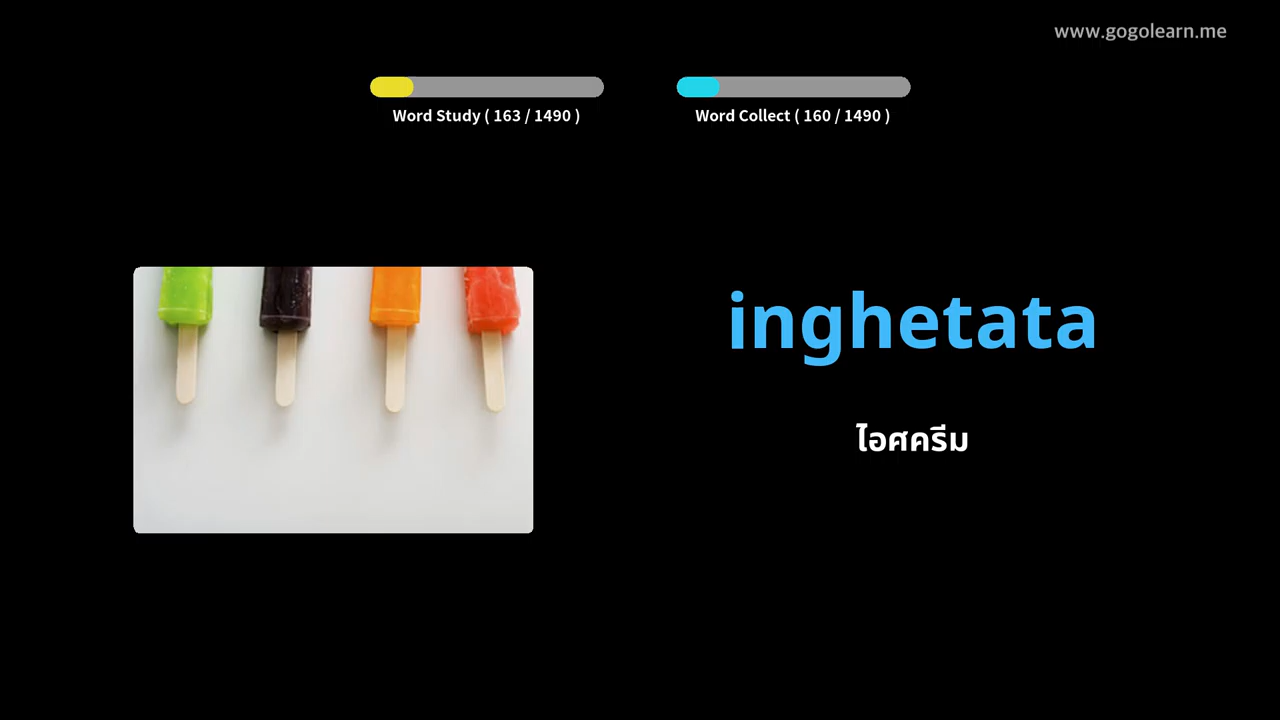 www.gogolearn.me
Word Study ( 163 / 1490 )
Word Collect ( 160 / 1490 )
inghetata
ไอศครีม